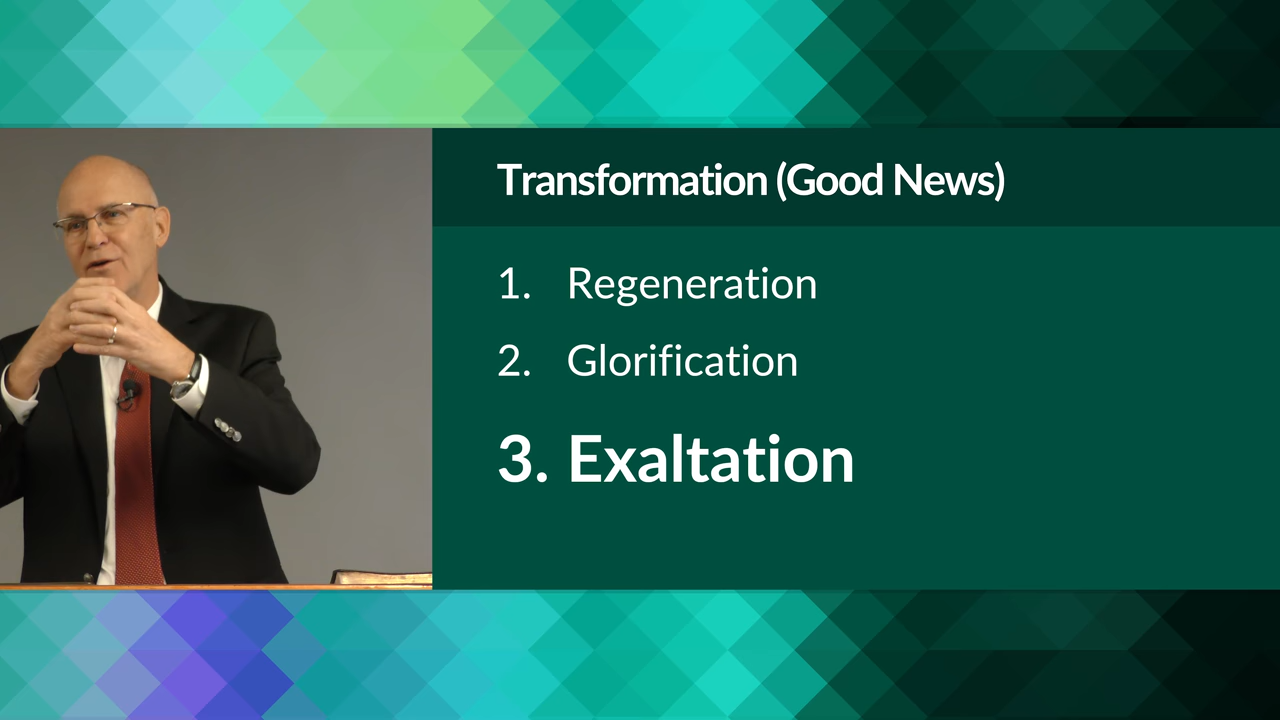 Transformation (Good News)
1. Regeneration
2. Glorification
3. Exaltation